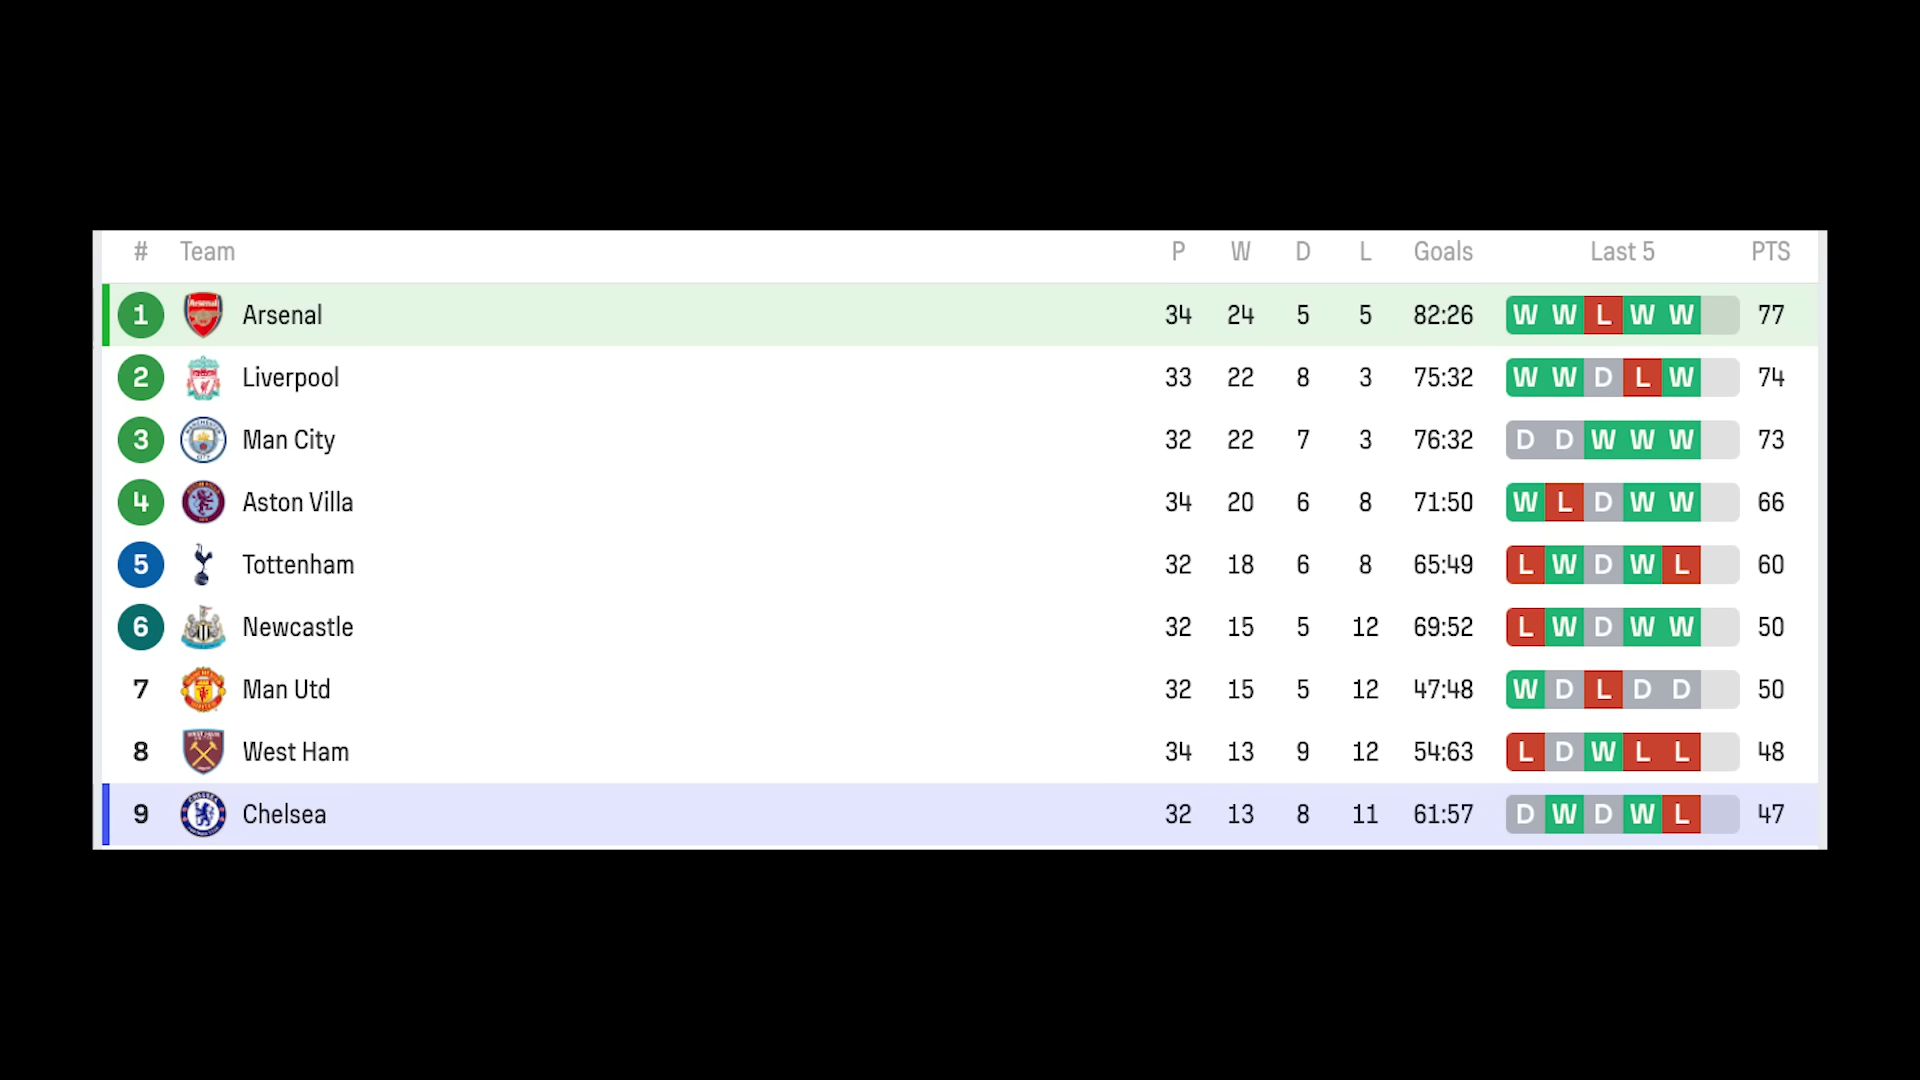 # Team P W D L Goals Last 5 PTS
1 Arsenal 34 24 5 5 82:26 W W L W W 77
2 Liverpool 33 22 8 3 75:32 W W D L W 74
3 Man City 32 22 7 3 76:32 D D W W W 73
4 Aston Villa 34 20 6 8 71:50 W L D W W 66
5 Tottenham 32 18 6 8 65:49 L W D W L 60
6 Newcastle 32 15 5 12 69:52 L W D W W 50
7 Man Utd 32 15 5 12 47:48 W D L D D 50
8 West Ham 34 13 9 12 54:63 L D W L L 48
9 Chelsea 32 13 8 11 61:57 D W D W L 47